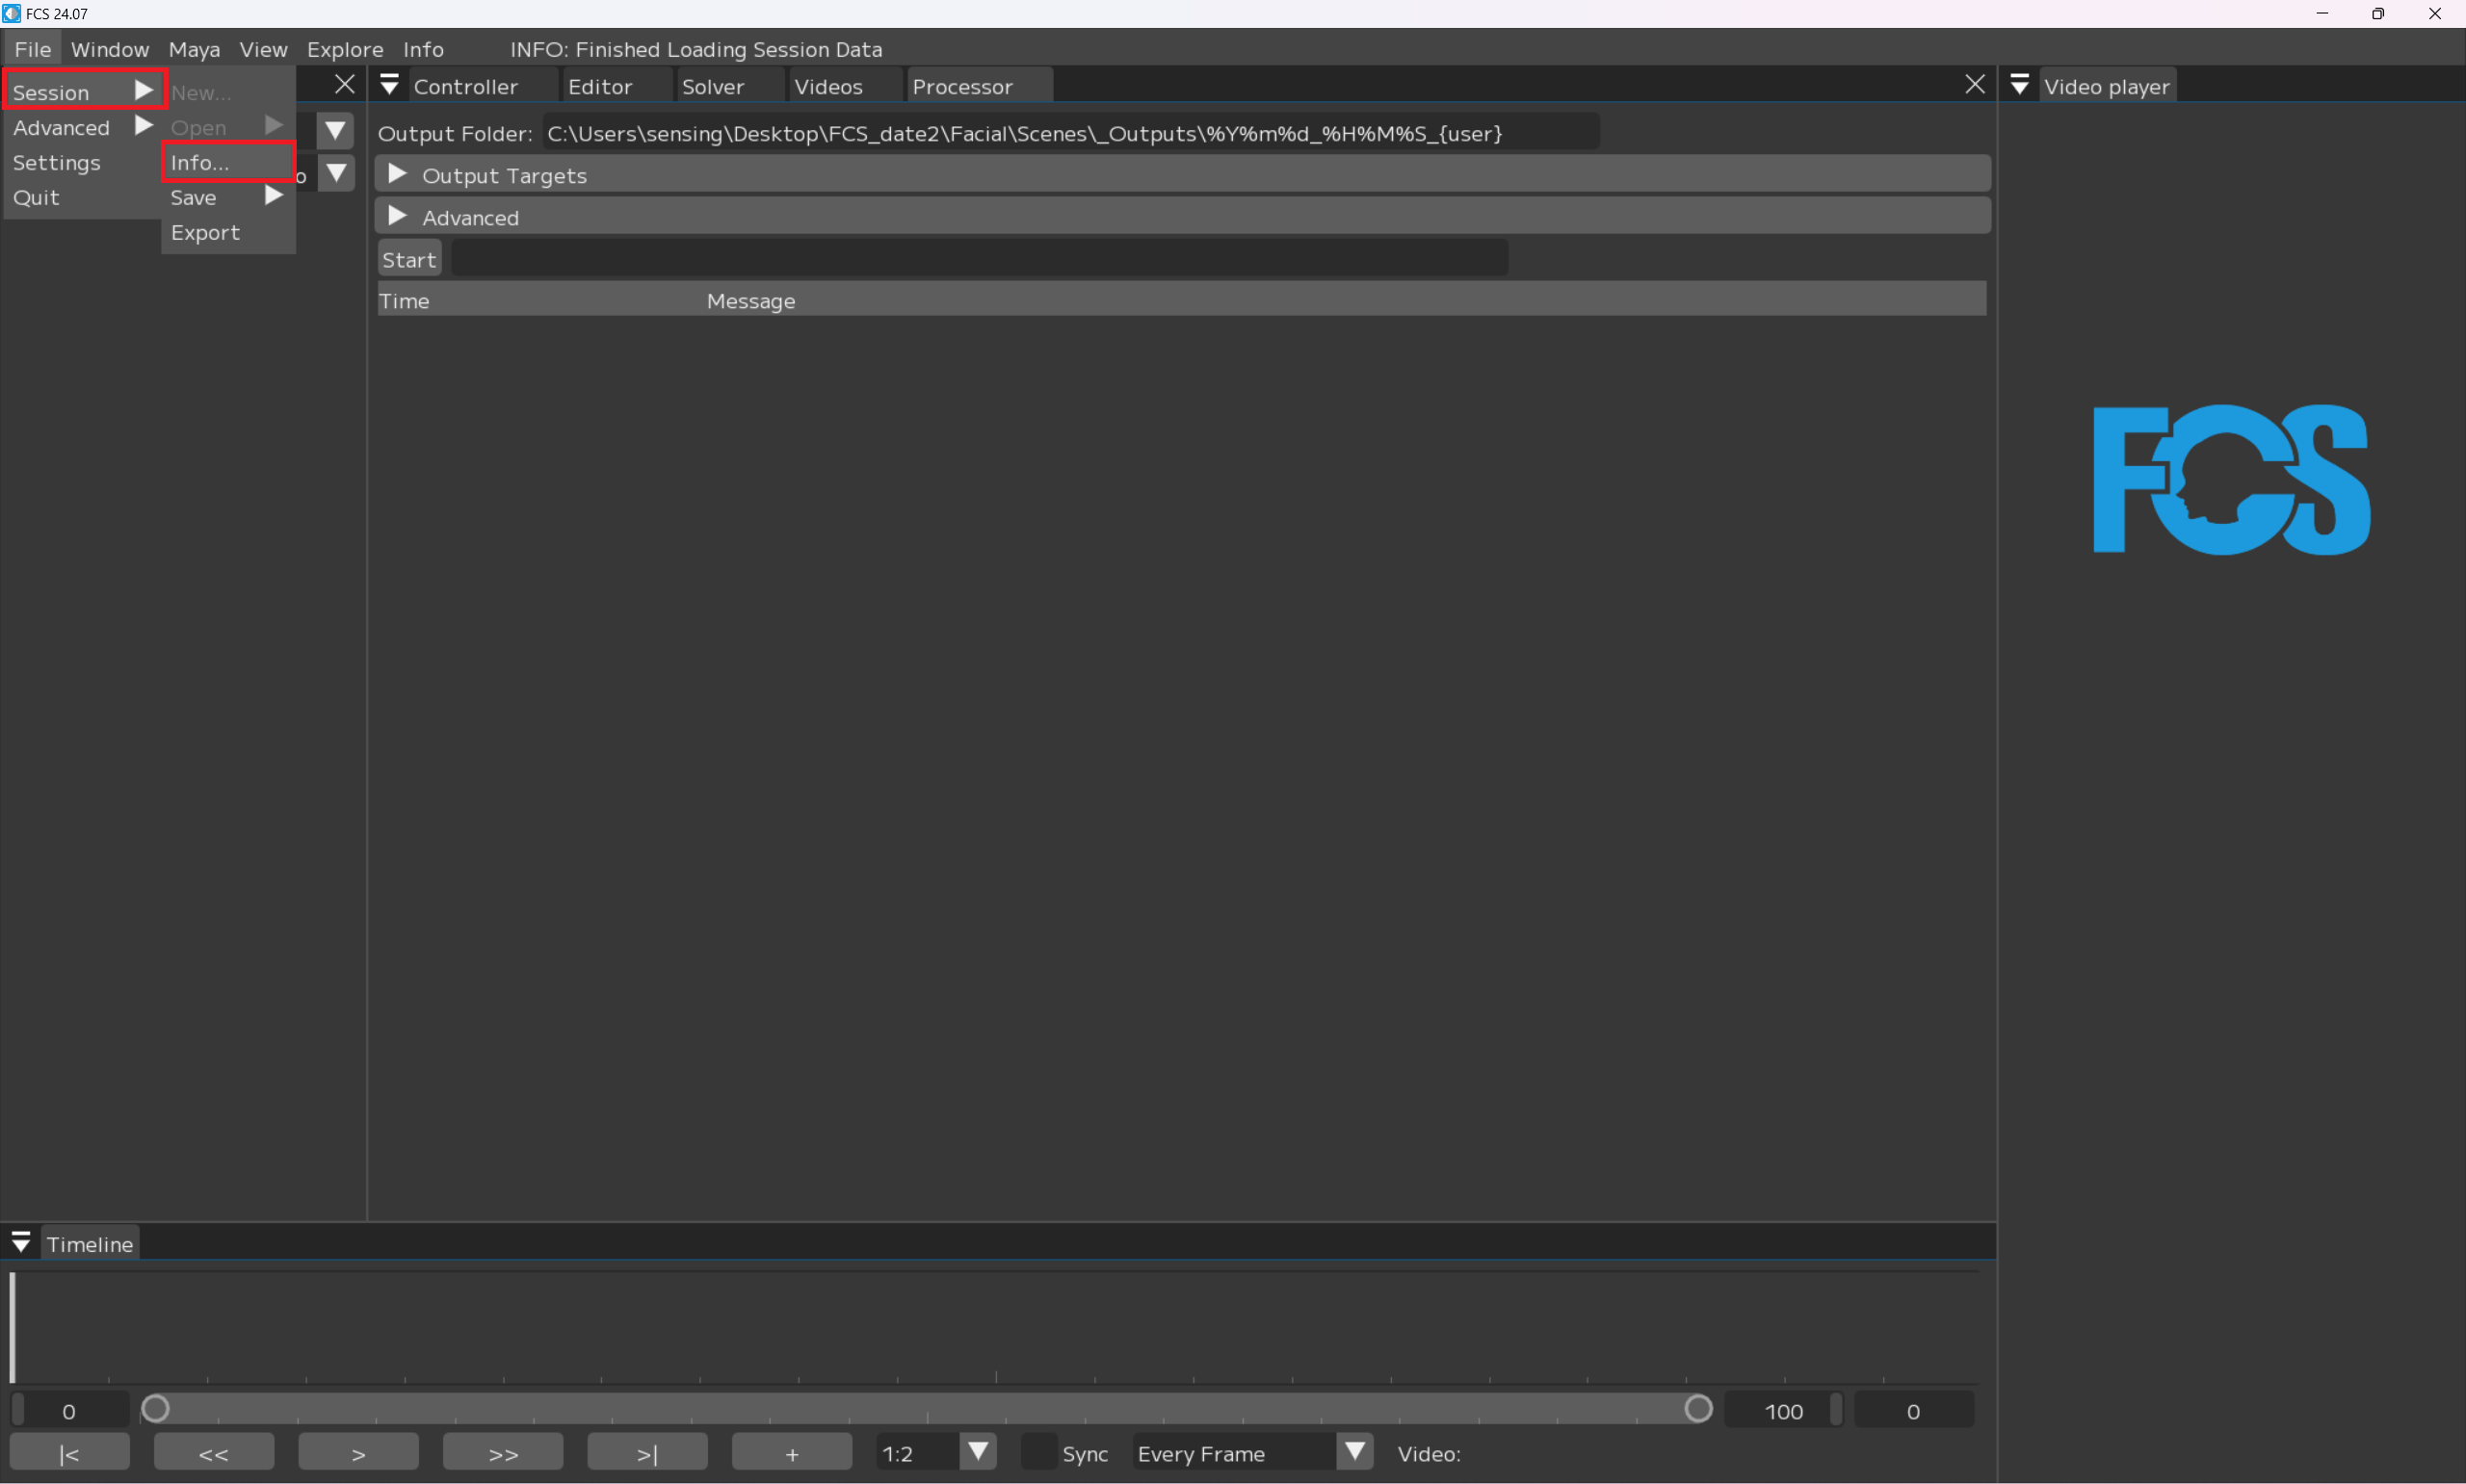 FCS 24.07
File Window Maya View Explore Info INFO: Finished Loading Session Data
Session
New...
Advanced
Open
Settings
Info...
Quit
Save
Export
o
Controller Editor Solver Videos Processor
Output Folder: C:\Users\sensing\Desktop\FCS_date2\Facial\Scenes\_Outputs\%Y%m%d_%H%M%S_{user}
Output Targets
Advanced
Start
Time Message
Video player
FCS
Timeline
0 100 0
|< << > >> >| + 1:2 Sync Every Frame Video: